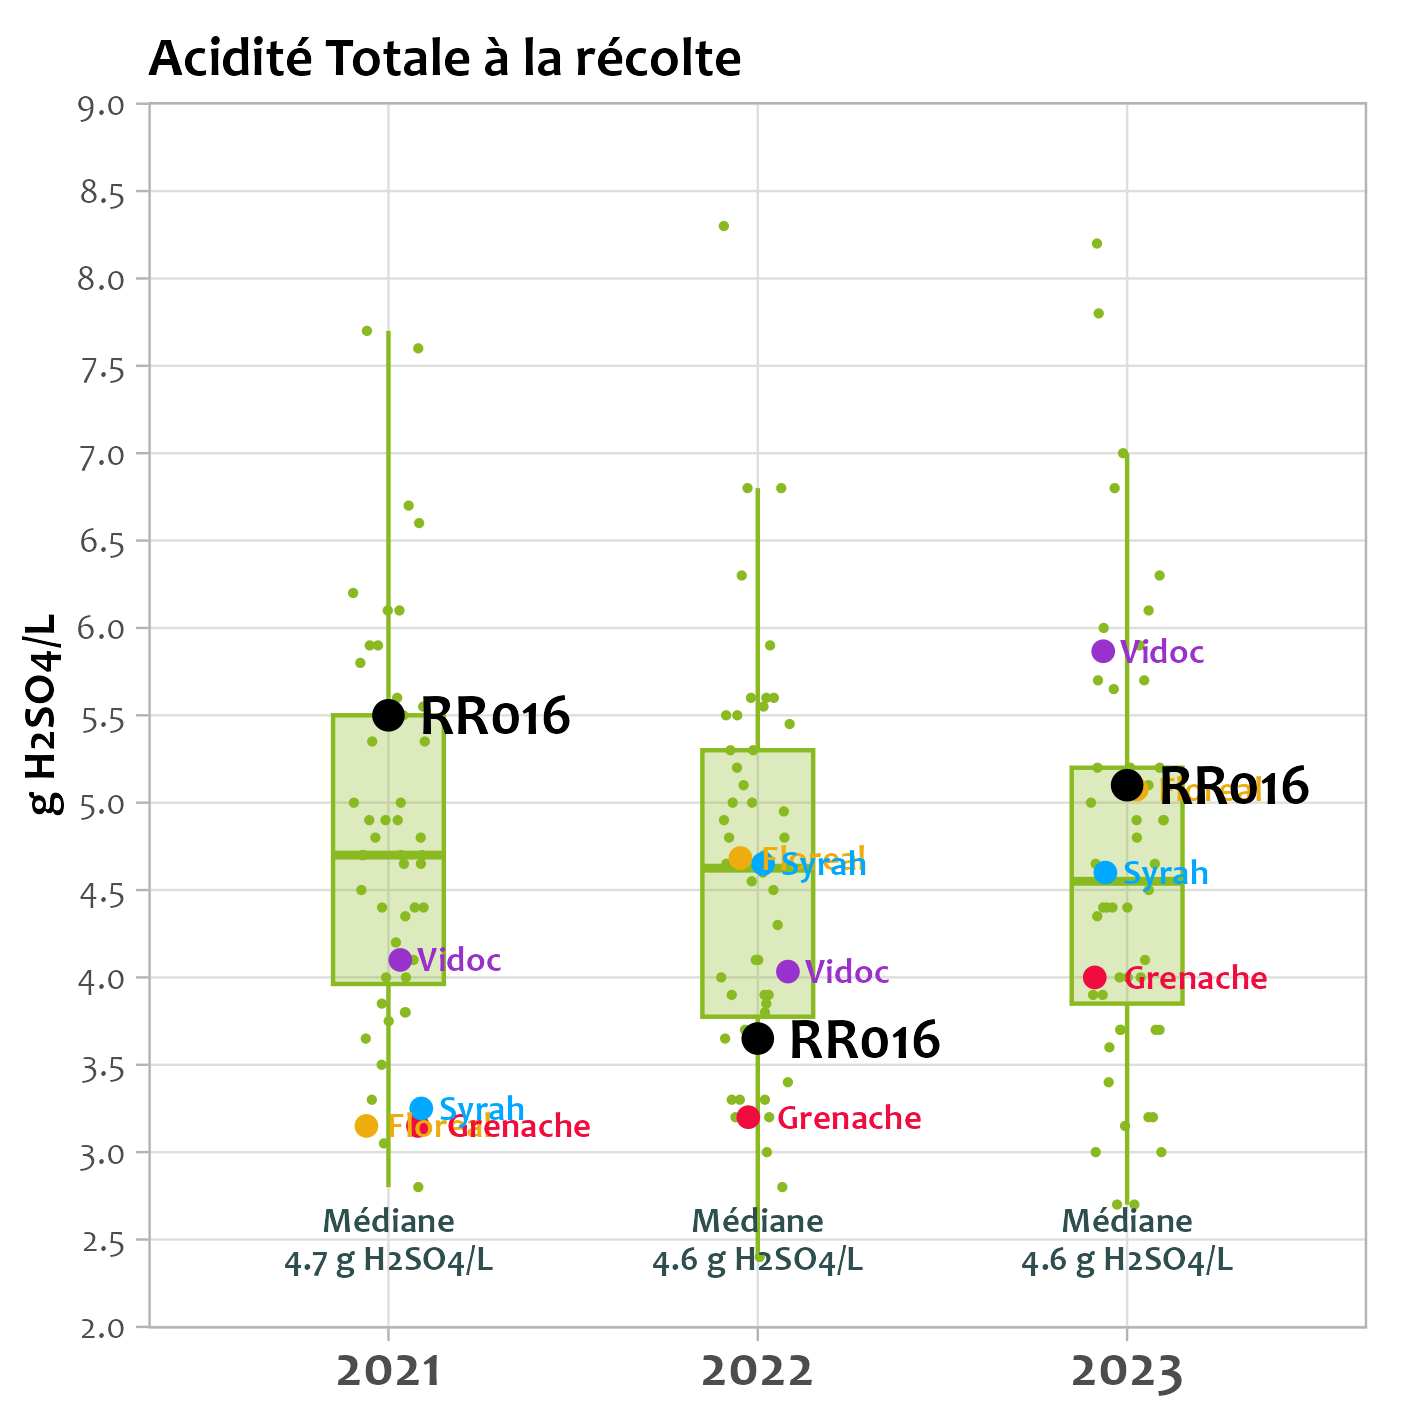 Acidité Totale à la récolte
g H2SO4/L
9.0
8.5
8.0
7.5
7.0
6.5
6.0
5.5
5.0
4.5
4.0
3.5
3.0
2.5
2.0
RR016
Vidoc
Syrah
Floreal
Grenache
Médiane
4.7 g H2SO4/L
Floreal
Syrah
Vidoc
RR016
Grenache
Médiane
4.6 g H2SO4/L
Vidoc
RR016
Floreal
Syrah
Grenache
Médiane
4.6 g H2SO4/L
2021
2022
2023